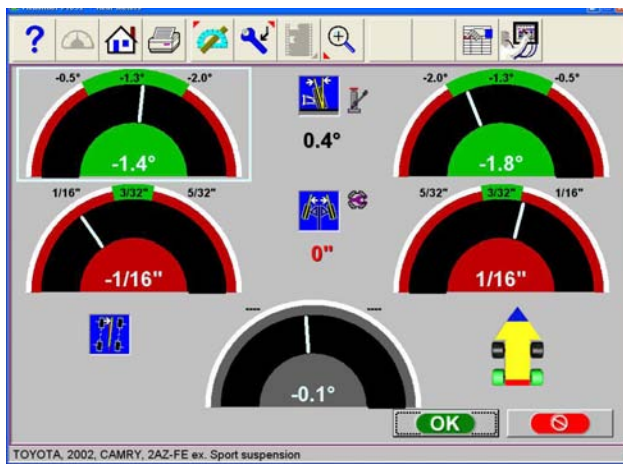 -0.5° -1.3° -2.0°
-1.4°
0.4°
-2.0° -1.3° -0.5°
-1.8°
1/16" 3/32" 5/32"
-1/16"
0"
5/32" 3/32" 1/16"
1/16"
---- ----
-0.1°
OK
TOYOTA, 2002, CAMRY, 2AZ-FE ex. Sport suspension